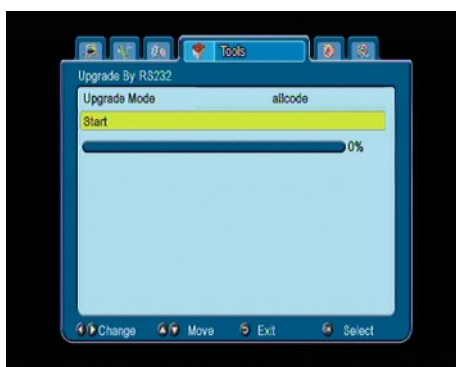 Tools
Upgrade By RS232
Upgrade Mode allcode
Start
0%
Change Move Exit Select